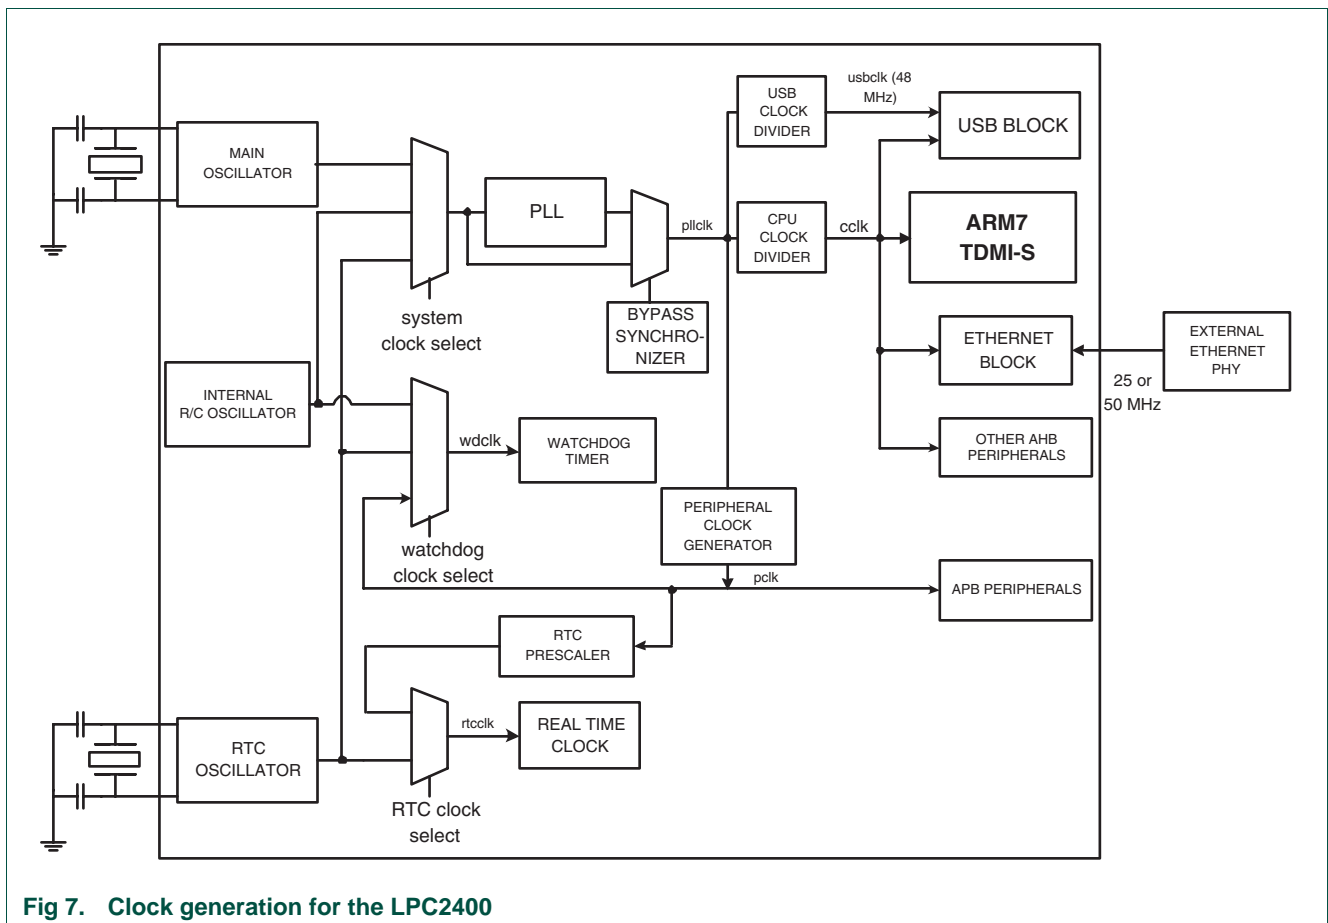 MAIN
OSCILLATOR
system
clock select
PLL
BYPASS
SYNCHRO-
NIZER
pllclk
USB
CLOCK
DIVIDER
usbclk (48
MHz)
USB BLOCK
CPU
CLOCK
DIVIDER
cclk
ARM7
TDMI-S
ETHERNET
BLOCK
25 or
50 MHz
EXTERNAL
ETHERNET
PHY
OTHER AHB
PERIPHERALS
INTERNAL
R/C OSCILLATOR
watchdog
clock select
wdclk
WATCHDOG
TIMER
PERIPHERAL
CLOCK
GENERATOR
pclk
APB PERIPHERALS
RTC
PRESCALER
RTC
OSCILLATOR
RTC clock
select
rtcclk
REAL TIME
CLOCK
Fig 7. Clock generation for the LPC2400